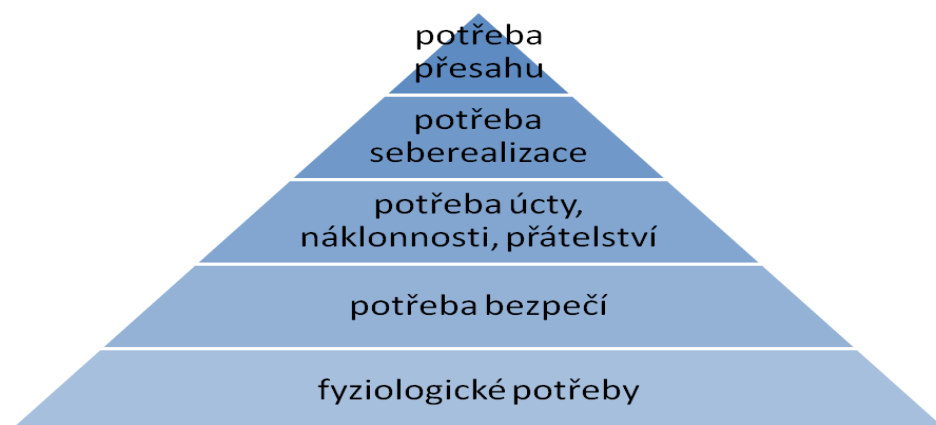 potřeba
přesahu
potřeba
seberealizace
potřeba úcty,
náklonnosti, přátelství
potřeba bezpečí
fyziologické potřeby